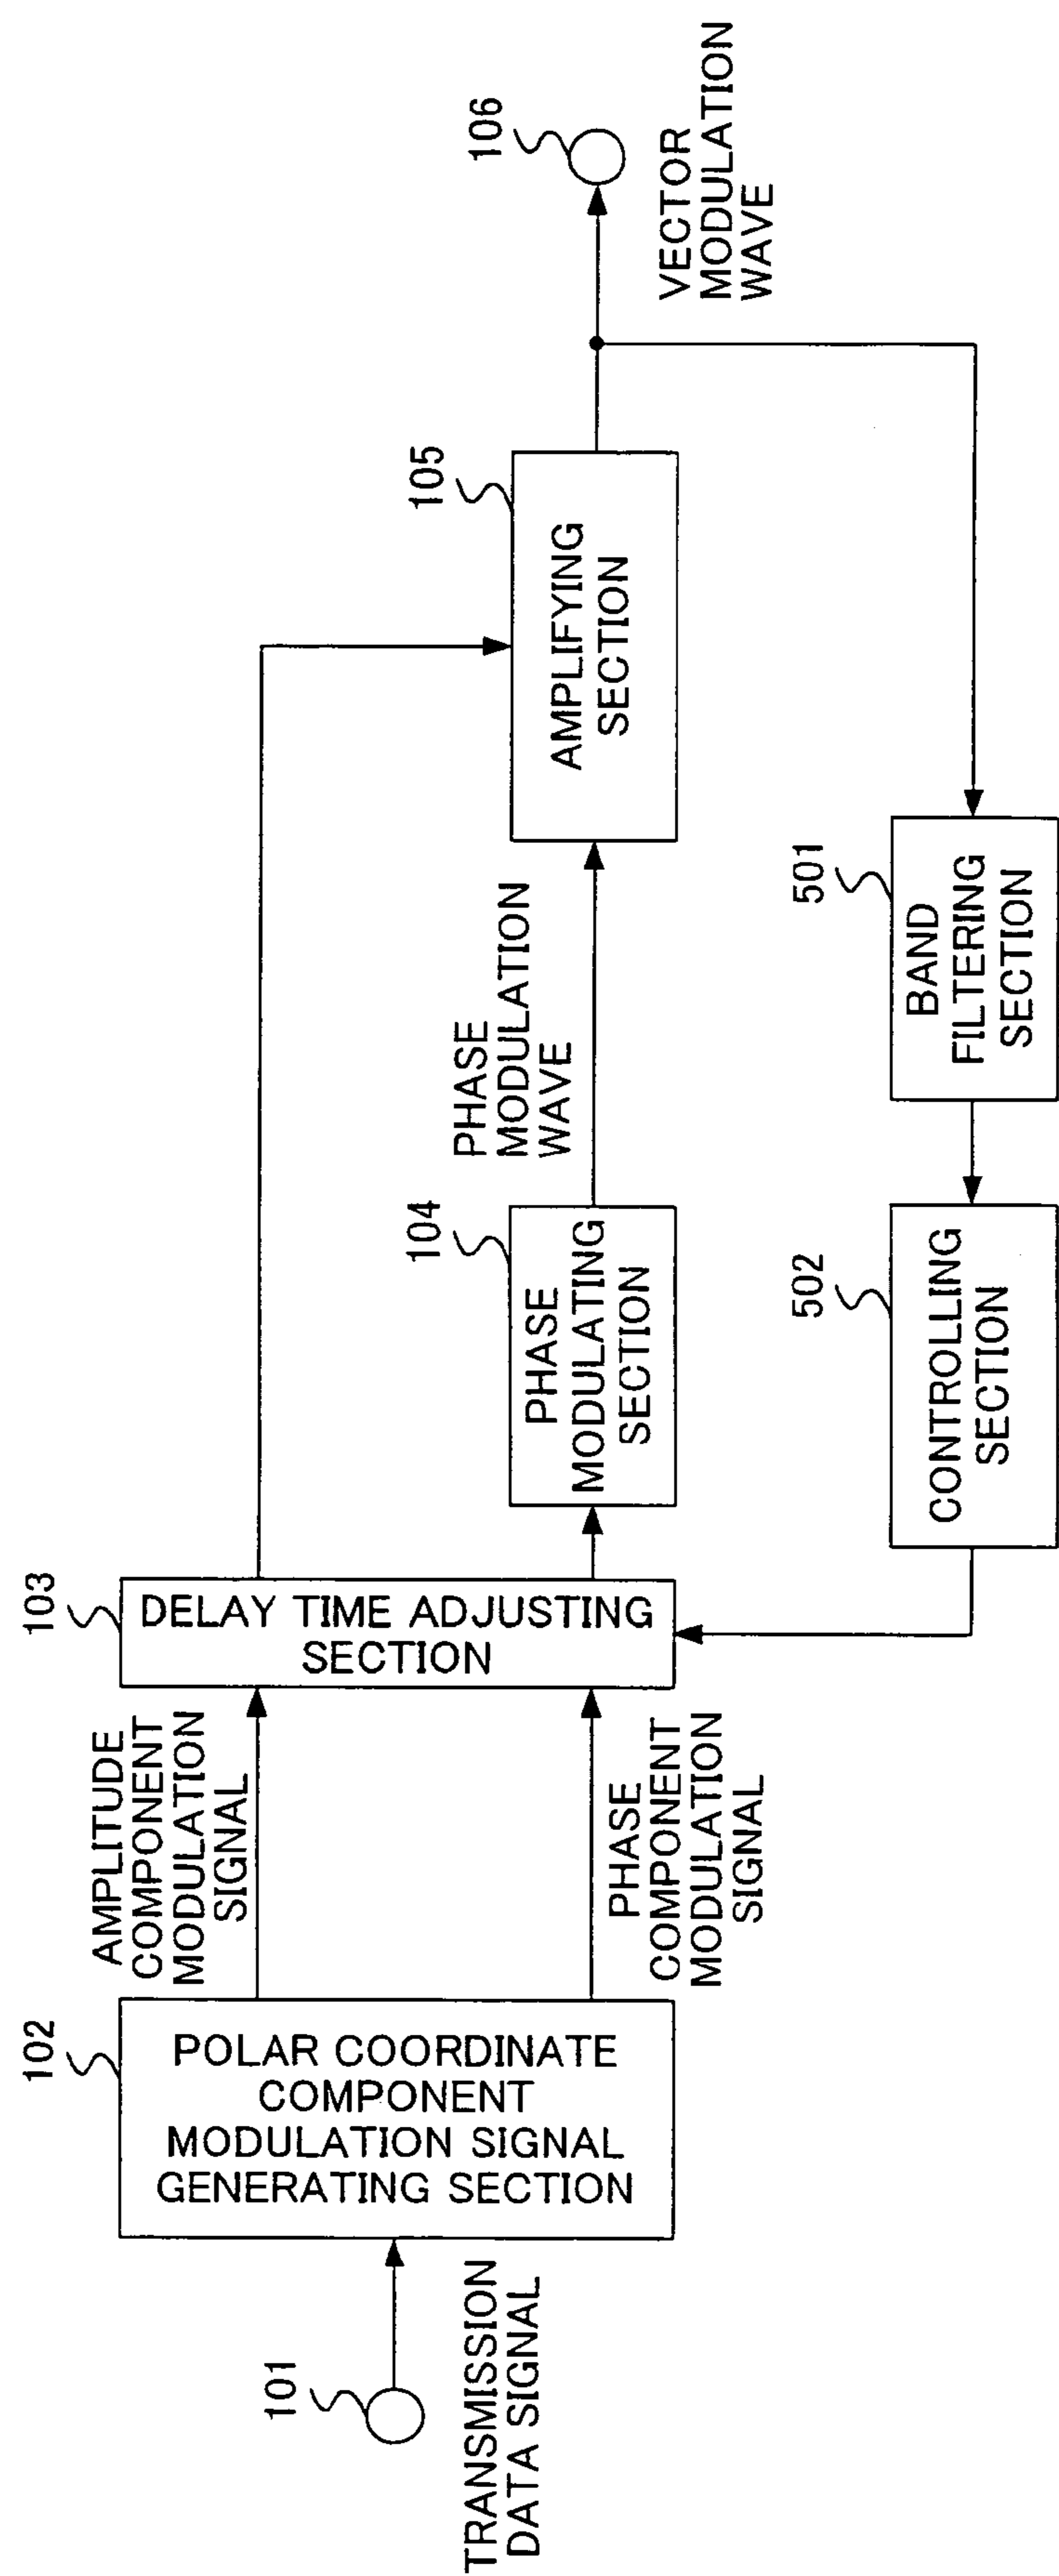 101
TRANSMISSION
DATA SIGNAL
102
POLAR COORDINATE
COMPONENT
MODULATION SIGNAL
GENERATING SECTION
AMPLITUDE
COMPONENT
MODULATION
SIGNAL
PHASE
COMPONENT
MODULATION
SIGNAL
103
DELAY TIME ADJUSTING
SECTION
104
PHASE
MODULATING
SECTION
PHASE
MODULATION
WAVE
105
AMPLIFYING
SECTION
106
VECTOR
MODULATION
WAVE
501
BAND
FILTERING
SECTION
502
CONTROLLING
SECTION